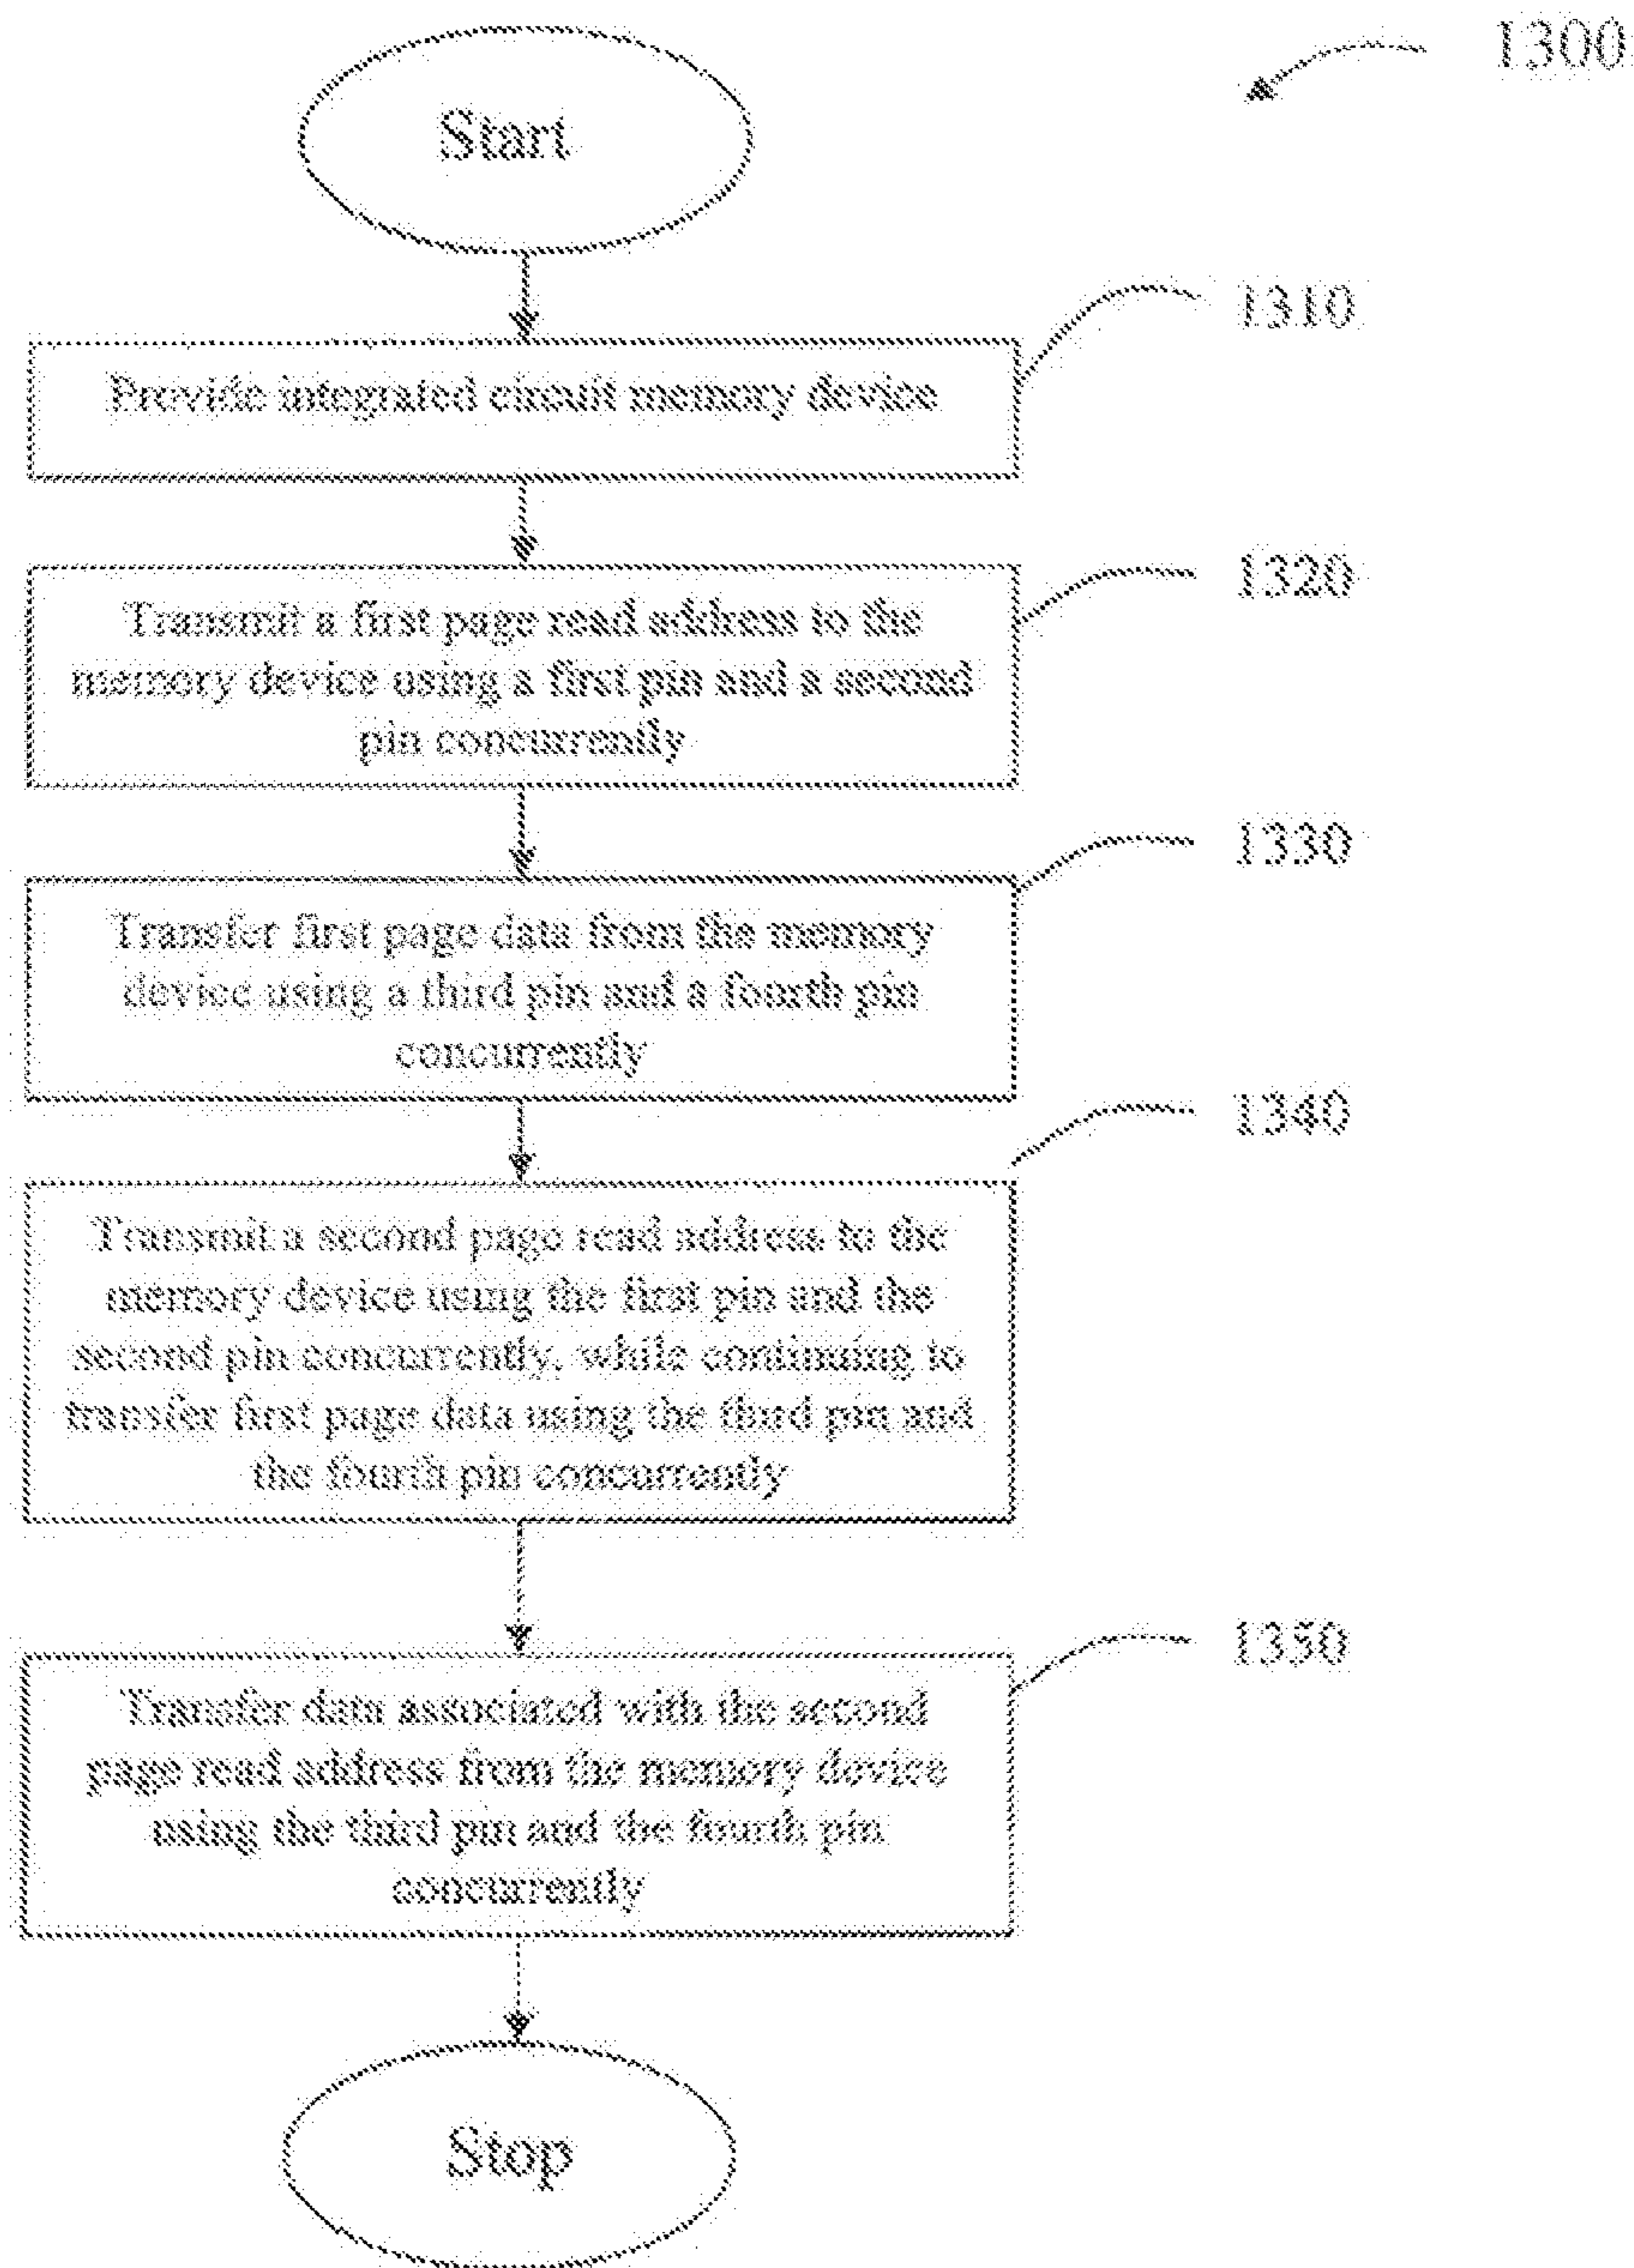 1300
Start
1310
Provide integrated circuit memory device
1320
Transmit a first page read address to the
memory device using a first pin and a second
pin concurrently
1330
Transfer first page data from the memory
device using a third pin and a fourth pin
concurrently
1340
Transmit a second page read address to the
memory device using the first pin and the
second pin concurrently, while continuing to
transfer first page data using the third pin and
the fourth pin concurrently
1350
Transfer data associated with the second
page read address from the memory device
using the third pin and the fourth pin
concurrently
Stop